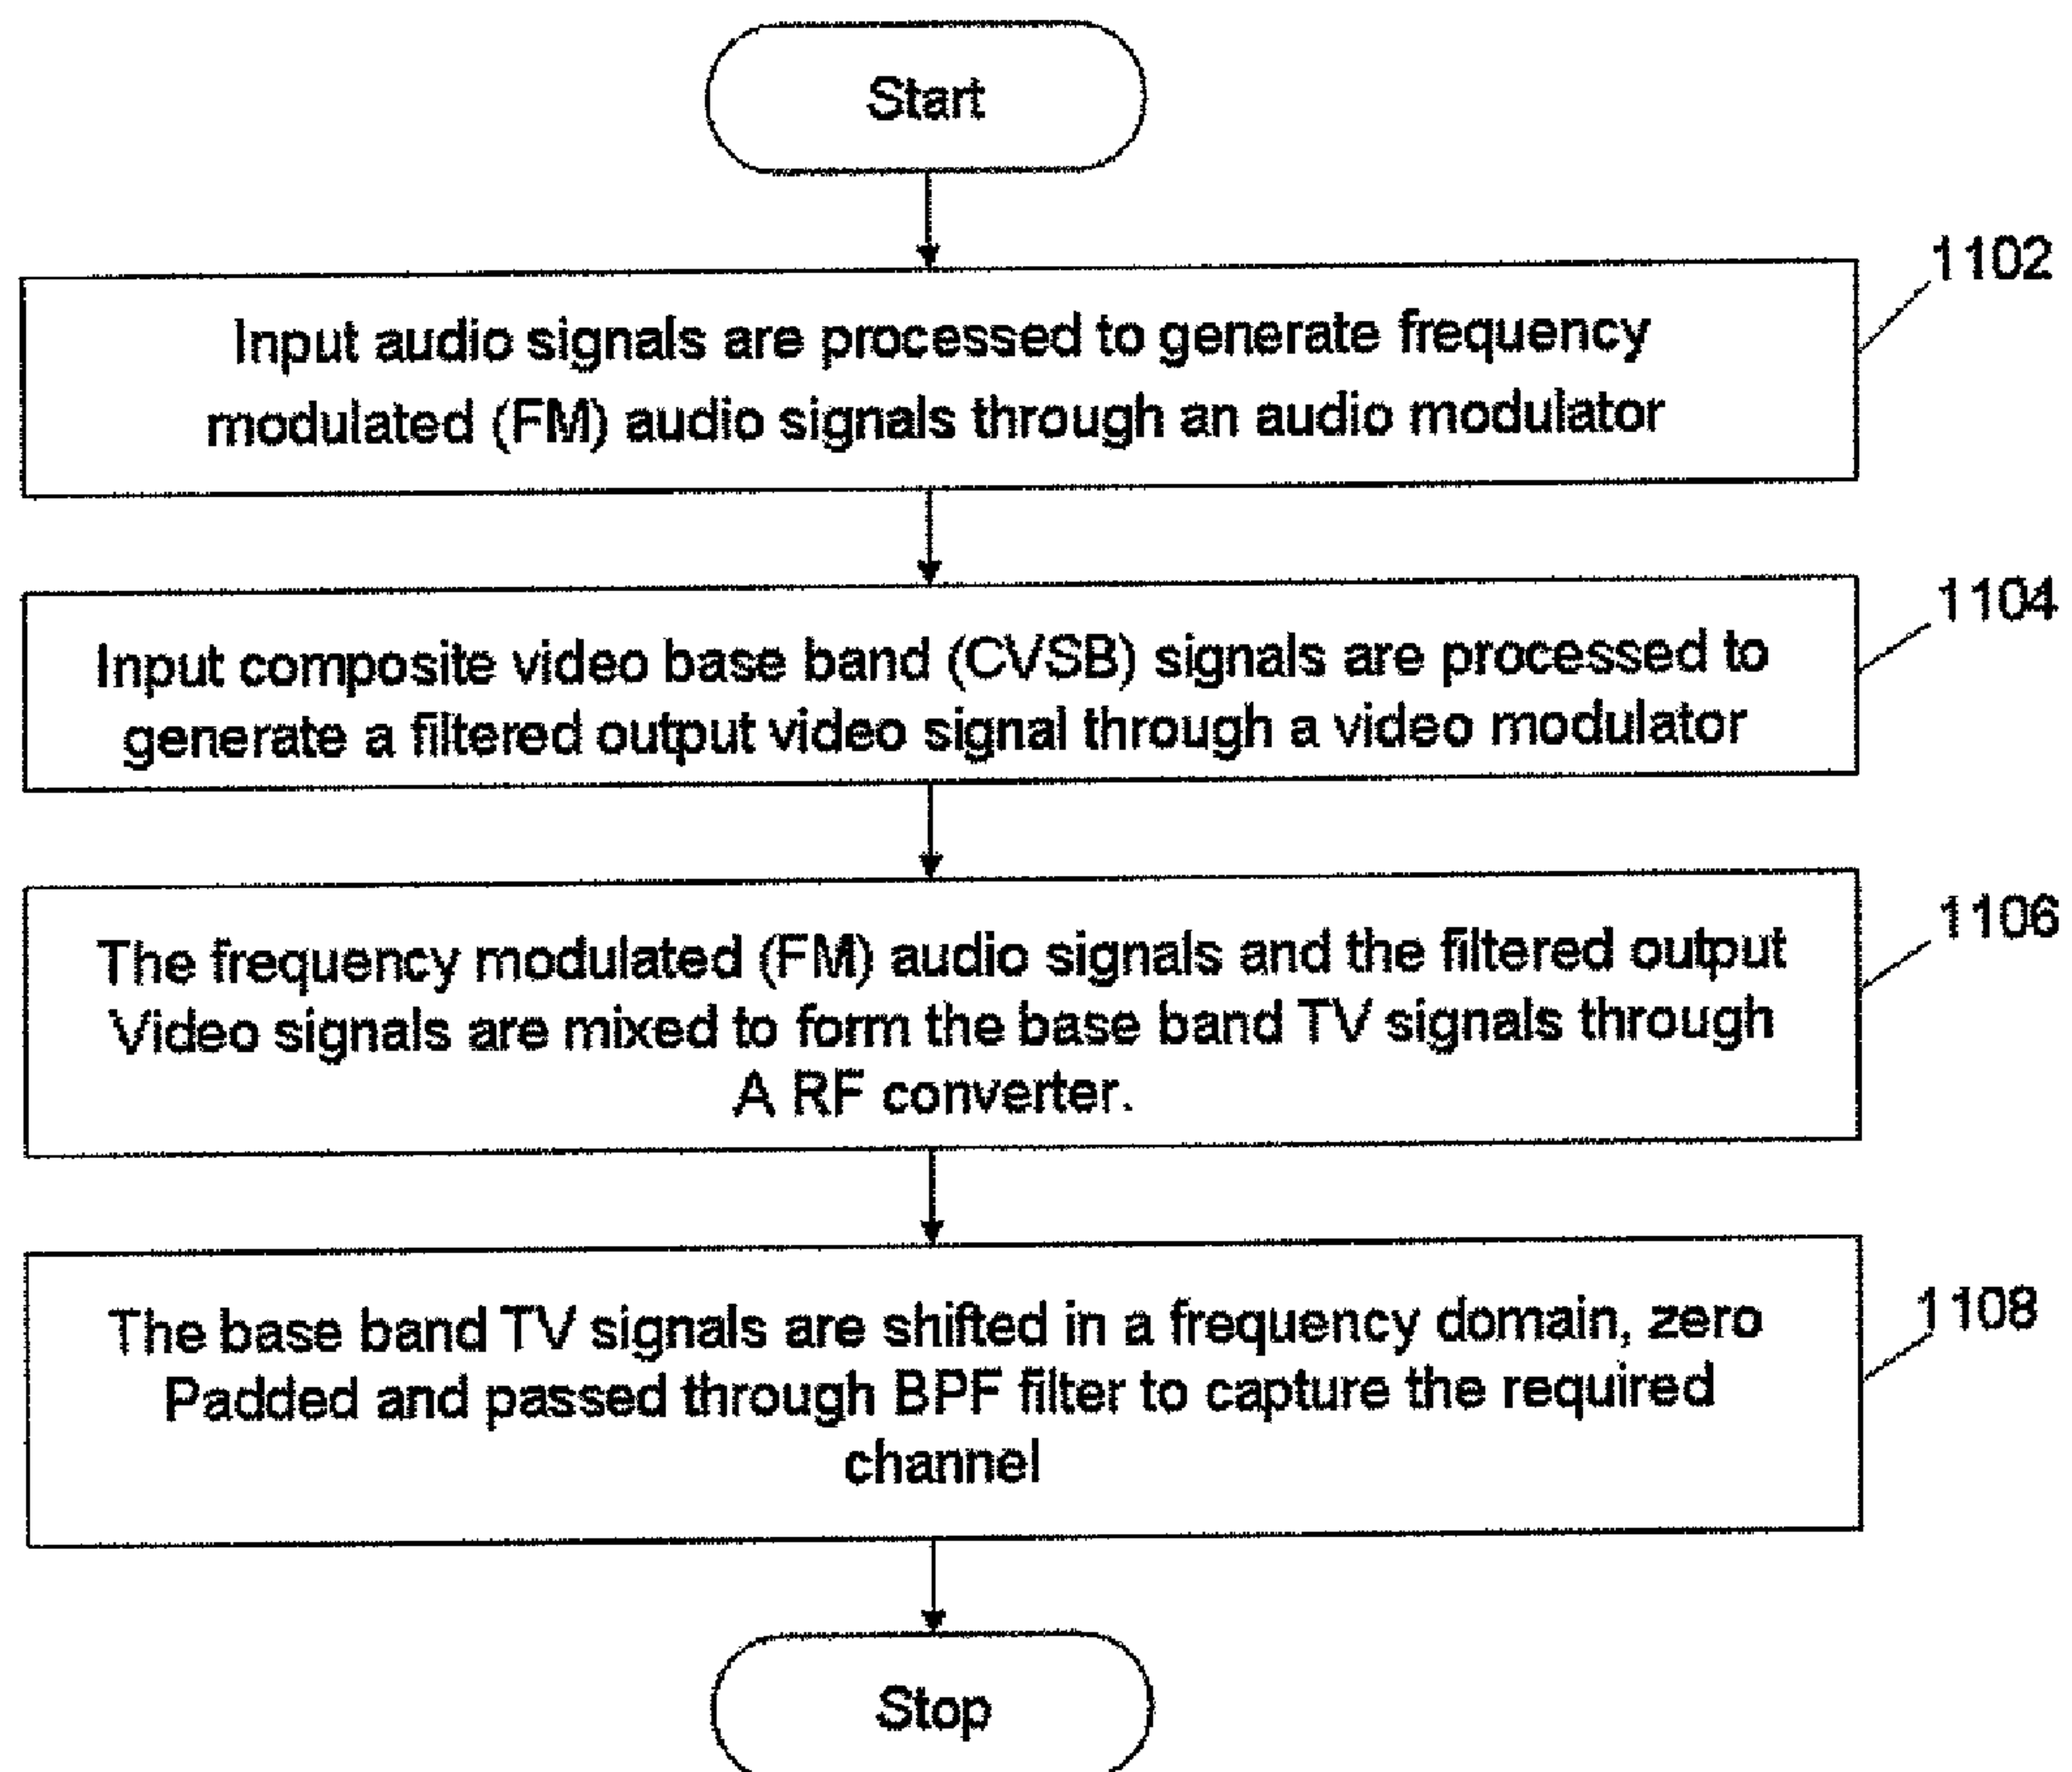 Start
1102
Input audio signals are processed to generate frequency
modulated (FM) audio signals through an audio modulator
1104
Input composite video base band (CVSB) signals are processed to
generate a filtered output video signal through a video modulator
1106
The frequency modulated (FM) audio signals and the filtered output
Video signals are mixed to form the base band TV signals through
A RF converter.
1108
The base band TV signals are shifted in a frequency domain, zero
Padded and passed through BPF filter to capture the required
channel
Stop